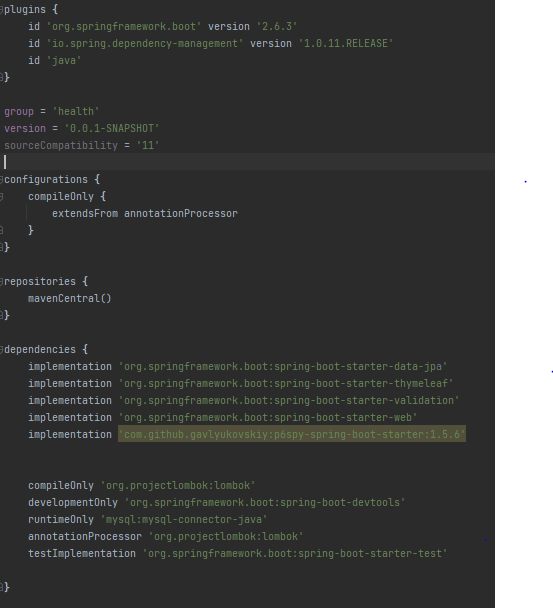 plugins {
id 'org.springframework.boot' version '2.6.3'
id 'io.spring.dependency-management' version '1.0.11.RELEASE'
id 'java'
}
group = 'health'
version = '0.0.1-SNAPSHOT'
sourceCompatibility = '11'
configurations {
compileOnly {
extendsFrom annotationProcessor
}
}
repositories {
mavenCentral()
}
dependencies {
implementation 'org.springframework.boot:spring-boot-starter-data-jpa'
implementation 'org.springframework.boot:spring-boot-starter-thymeleaf'
implementation 'org.springframework.boot:spring-boot-starter-validation'
implementation 'org.springframework.boot:spring-boot-starter-web'
implementation 'com.github.gavlyukovskiy:p6spy-spring-boot-starter:1.5.6'
compileOnly 'org.projectlombok:lombok'
developmentOnly 'org.springframework.boot:spring-boot-devtools'
runtimeOnly 'mysql:mysql-connector-java'
annotationProcessor 'org.projectlombok:lombok'
testImplementation 'org.springframework.boot:spring-boot-starter-test'
}